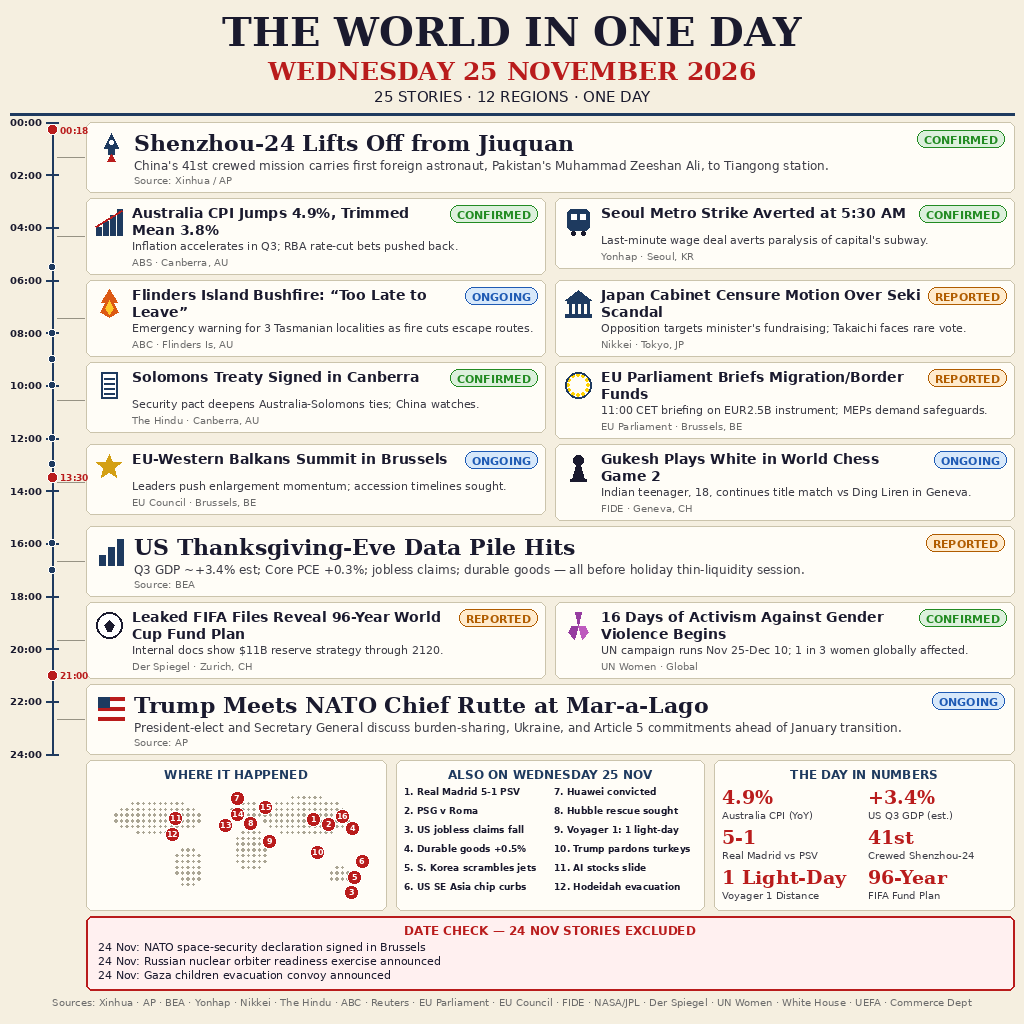 THE WORLD IN ONE DAY
WEDNESDAY 25 NOVEMBER 2026
25 STORIES · 12 REGIONS · ONE DAY
00:00
00:18
02:00
04:00
06:00
08:00
10:00
12:00
13:30
14:00
16:00
18:00
20:00
21:00
22:00
24:00
Shenzhou-24 Lifts Off from Jiuquan
CONFIRMED
China's 41st crewed mission carries first foreign astronaut, Pakistan's Muhammad Zeeshan Ali, to Tiangong station.
Source: Xinhua / AP
Australia CPI Jumps 4.9%, Trimmed
Mean 3.8%
CONFIRMED
Inflation accelerates in Q3; RBA rate-cut bets pushed back.
ABS · Canberra, AU
Seoul Metro Strike Averted at 5:30 AM
CONFIRMED
Last-minute wage deal averts paralysis of capital's subway.
Yonhap · Seoul, KR
Flinders Island Bushfire: “Too Late to
Leave”
ONGOING
Emergency warning for 3 Tasmanian localities as fire cuts escape routes.
ABC · Flinders Is, AU
Japan Cabinet Censure Motion Over Seki
Scandal
REPORTED
Opposition targets minister's fundraising; Takaichi faces rare vote.
Nikkei · Tokyo, JP
Solomons Treaty Signed in Canberra
CONFIRMED
Security pact deepens Australia-Solomons ties; China watches.
The Hindu · Canberra, AU
EU Parliament Briefs Migration/Border
Funds
REPORTED
11:00 CET briefing on EUR2.5B instrument; MEPs demand safeguards.
EU Parliament · Brussels, BE
EU-Western Balkans Summit in Brussels
ONGOING
Leaders push enlargement momentum; accession timelines sought.
EU Council · Brussels, BE
Gukesh Plays White in World Chess
Game 2
ONGOING
Indian teenager, 18, continues title match vs Ding Liren in Geneva.
FIDE · Geneva, CH
US Thanksgiving-Eve Data Pile Hits
REPORTED
Q3 GDP ~+3.4% est; Core PCE +0.3%; jobless claims; durable goods — all before holiday thin-liquidity session.
Source: BEA
Leaked FIFA Files Reveal 96-Year World
Cup Fund Plan
REPORTED
Internal docs show $11B reserve strategy through 2120.
Der Spiegel · Zurich, CH
16 Days of Activism Against Gender
Violence Begins
CONFIRMED
UN campaign runs Nov 25-Dec 10; 1 in 3 women globally affected.
UN Women · Global
Trump Meets NATO Chief Rutte at Mar-a-Lago
ONGOING
President-elect and Secretary General discuss burden-sharing, Ukraine, and Article 5 commitments ahead of January transition.
Source: AP
WHERE IT HAPPENED
7
15
11
14
1
16
13
8
2
4
12
9
10
6
5
3
ALSO ON WEDNESDAY 25 NOV
1. Real Madrid 5-1 PSV
2. PSG v Roma
3. US jobless claims fall
4. Durable goods +0.5%
5. S. Korea scrambles jets
6. US SE Asia chip curbs
7. Huawei convicted
8. Hubble rescue sought
9. Voyager 1: 1 light-day
10. Trump pardons turkeys
11. AI stocks slide
12. Hodeidah evacuation
THE DAY IN NUMBERS
4.9%
Australia CPI (YoY)
+3.4%
US Q3 GDP (est.)
5-1
Real Madrid vs PSV
41st
Crewed Shenzhou-24
1 Light-Day
Voyager 1 Distance
96-Year
FIFA Fund Plan
DATE CHECK — 24 NOV STORIES EXCLUDED
24 Nov: NATO space-security declaration signed in Brussels
24 Nov: Russian nuclear orbiter readiness exercise announced
24 Nov: Gaza children evacuation convoy announced
Sources: Xinhua · AP · BEA · Yonhap · Nikkei · The Hindu · ABC · Reuters · EU Parliament · EU Council · FIDE · NASA/JPL · Der Spiegel · UN Women · White House · UEFA · Commerce Dept